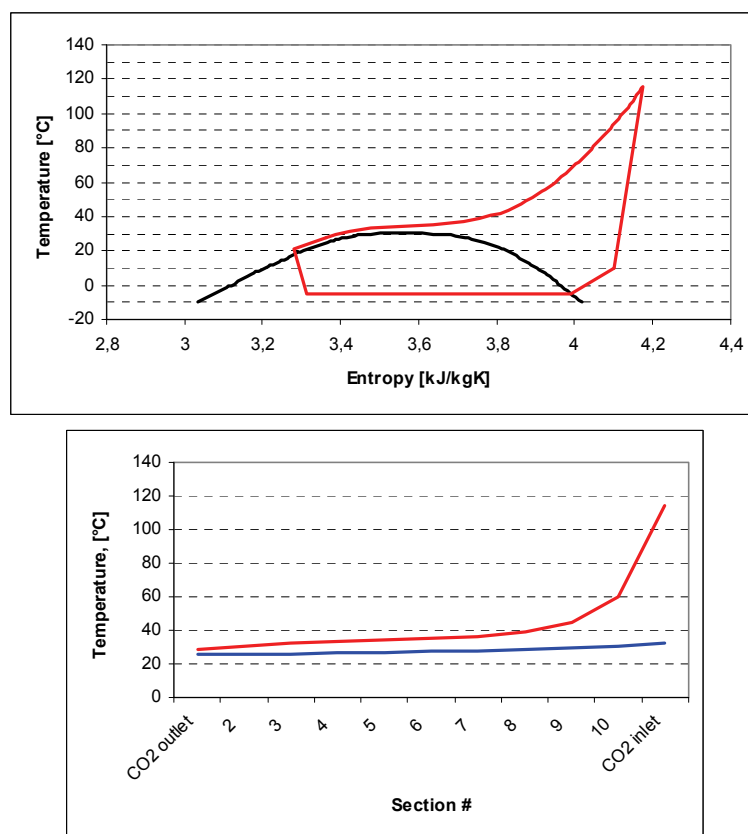 140
120
100
80
60
40
20
0
-20
Temperature [°C]
2,8 3 3,2 3,4 3,6 3,8 4 4,2 4,4
Entropy [kJ/kgK]
140
120
100
80
60
40
20
0
Temperature, [°C]
CO2 outlet 2 3 4 5 6 7 8 9 10 CO2 inlet
Section #